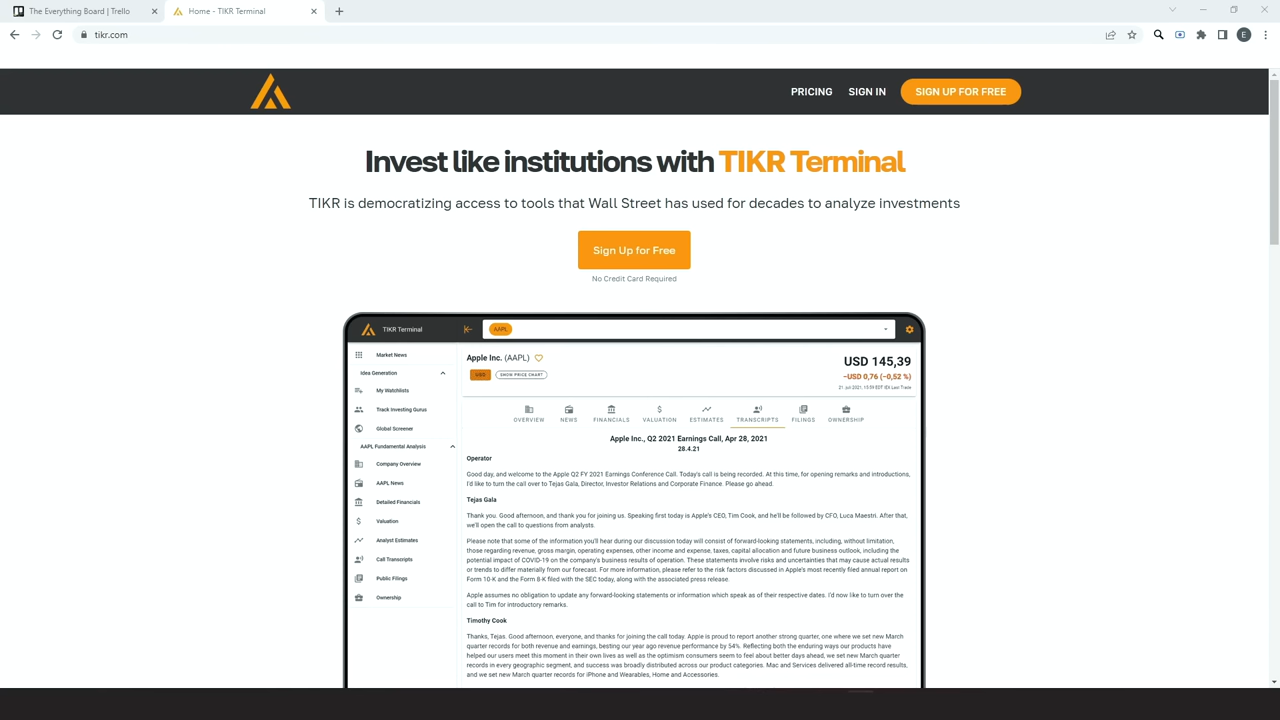 The Everything Board | Trello
Home - TIKR Terminal
tikr.com
E
PRICING
SIGN IN
SIGN UP FOR FREE
Invest like institutions with TIKR Terminal
TIKR is democratizing access to tools that Wall Street has used for decades to analyze investments
Sign Up for Free
No Credit Card Required
TIKR Terminal
AAPL
Market News
Idea Generation
My Watchlists
Track Investing Gurus
Global Screener
AAPL Fundamental Analysis
Company Overview
AAPL News
Detailed Financials
Valuation
Analyst Estimates
Call Transcripts
Public Filings
Ownership
Apple Inc. (AAPL)
SHOW PRICE CHART
USD 145,39
−USD 0,76 (−0,52 %)
21. Juli 2021, 15:59 EDT IEX Last Trade
OVERVIEW
NEWS
FINANCIALS
VALUATION
ESTIMATES
TRANSCRIPTS
FILINGS
OWNERSHIP
Apple Inc., Q2 2021 Earnings Call, Apr 28, 2021
28.4.21
Operator
Good day, and welcome to the Apple Q2 FY 2021 Earnings Conference Call. Today's call is being recorded. At this time, for opening remarks and introductions,
I'd like to turn the call over to Tejas Gala, Director, Investor Relations and Corporate Finance. Please go ahead.
Tejas Gala
Thank you. Good afternoon, and thank you for joining us. Speaking first today is Apple's CEO, Tim Cook, and he'll be followed by CFO, Luca Maestri. After that,
we'll open the call to questions from analysts.
Please note that some of the information you'll hear during our discussion today will consist of forward-looking statements, including, without limitation,
those regarding revenue, gross margin, operating expenses, other income and expense, taxes, capital allocation and future business outlook, including the
potential impact of COVID-19 on the company's business results of operation. These statements involve risks and uncertainties that may cause actual results
or trends to differ materially from our forecast. For more information, please refer to the risk factors discussed in Apple's most recently filed annual report on
Form 10-K and the Form 8-K filed with the SEC today, along with the associated press release.
Apple assumes no obligation to update any forward-looking statements or information which speak as of their respective dates. I'd now like to turn over the
call to Tim for introductory remarks.
Timothy Cook
Thanks, Tejas. Good afternoon, everyone, and thanks for joining the call today. Apple is proud to report another strong quarter, one where we set new March
quarter records for both revenue and earnings, besting our year ago revenue performance by 54%. Reflecting both the enduring ways our products have
helped our users meet this moment in their own lives as well as the optimism consumers seem to feel about better days ahead, we set new March quarter
records in every geographic segment, and success was broadly distributed across our product categories. Mac and Services delivered all-time record results,
and we set new March quarter records for iPhone and Wearables, Home and Accessories.